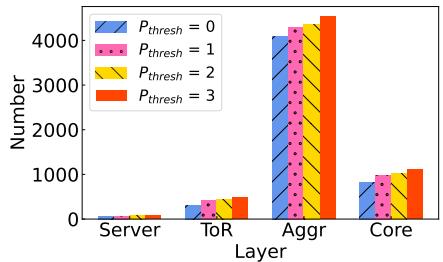 P_thresh = 0
P_thresh = 1
P_thresh = 2
P_thresh = 3
Number
4000
3000
2000
1000
0
Server ToR Aggr Core
Layer